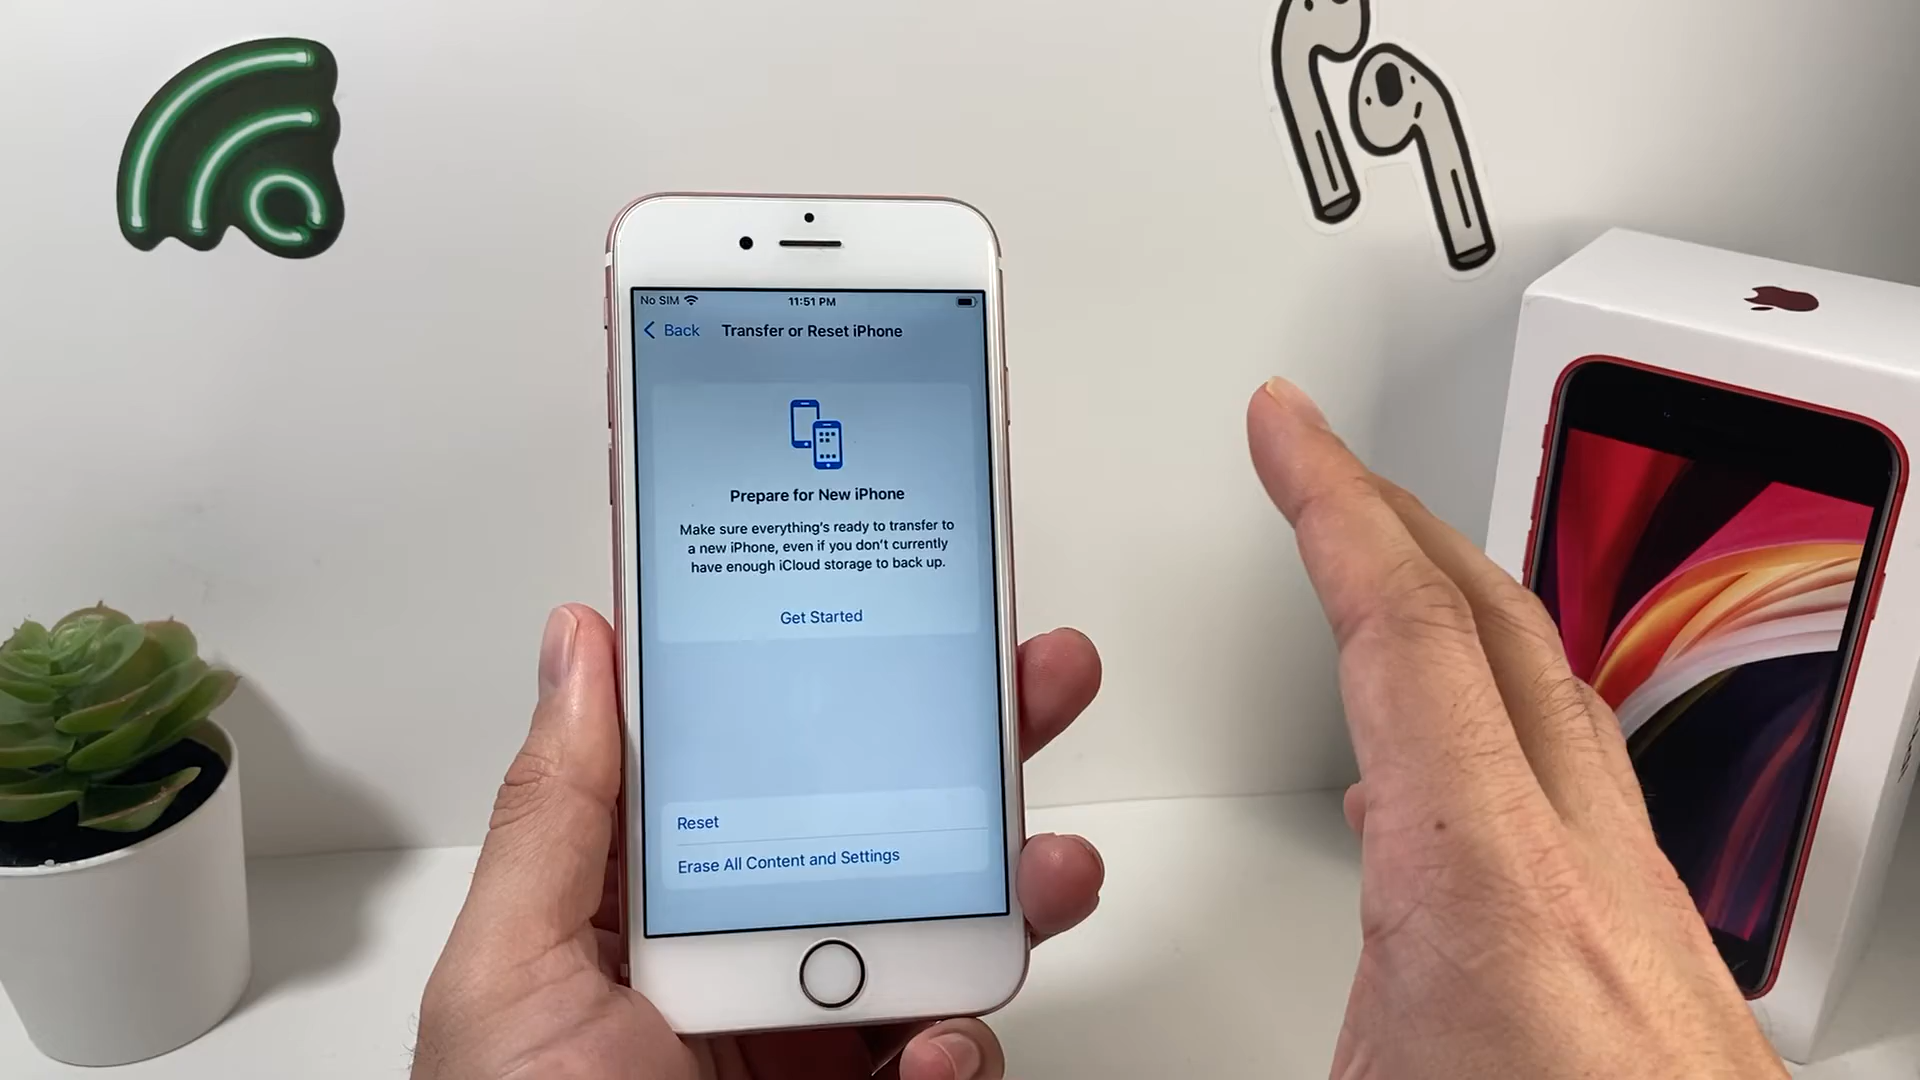 No SIM 11:51 PM
Back Transfer or Reset iPhone
Prepare for New iPhone
Make sure everything's ready to transfer to
a new iPhone, even if you don't currently
have enough iCloud storage to back up.
Get Started
Reset
Erase All Content and Settings